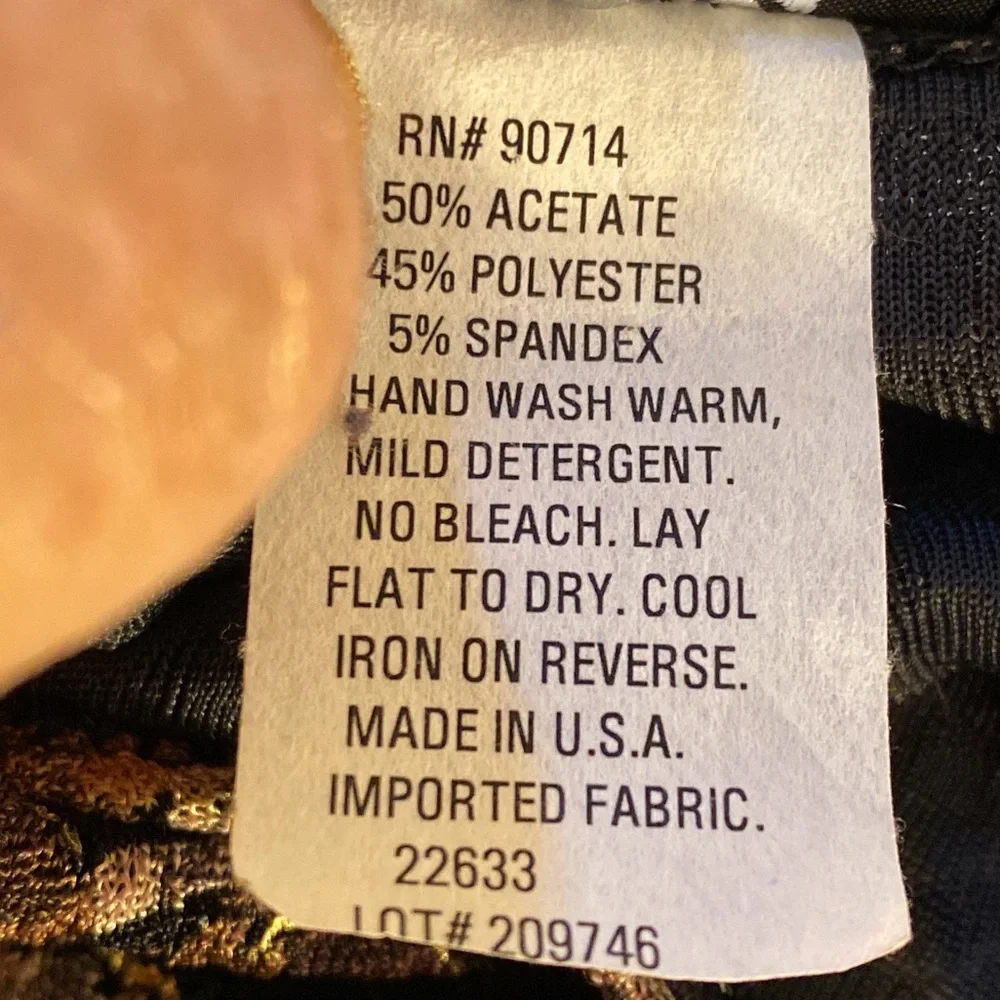 RN# 90714
50% ACETATE
45% POLYESTER
5% SPANDEX
HAND WASH WARM,
MILD DETERGENT.
NO BLEACH. LAY
FLAT TO DRY. COOL
IRON ON REVERSE.
MADE IN U.S.A.
IMPORTED FABRIC.
22633
LOT# 209746